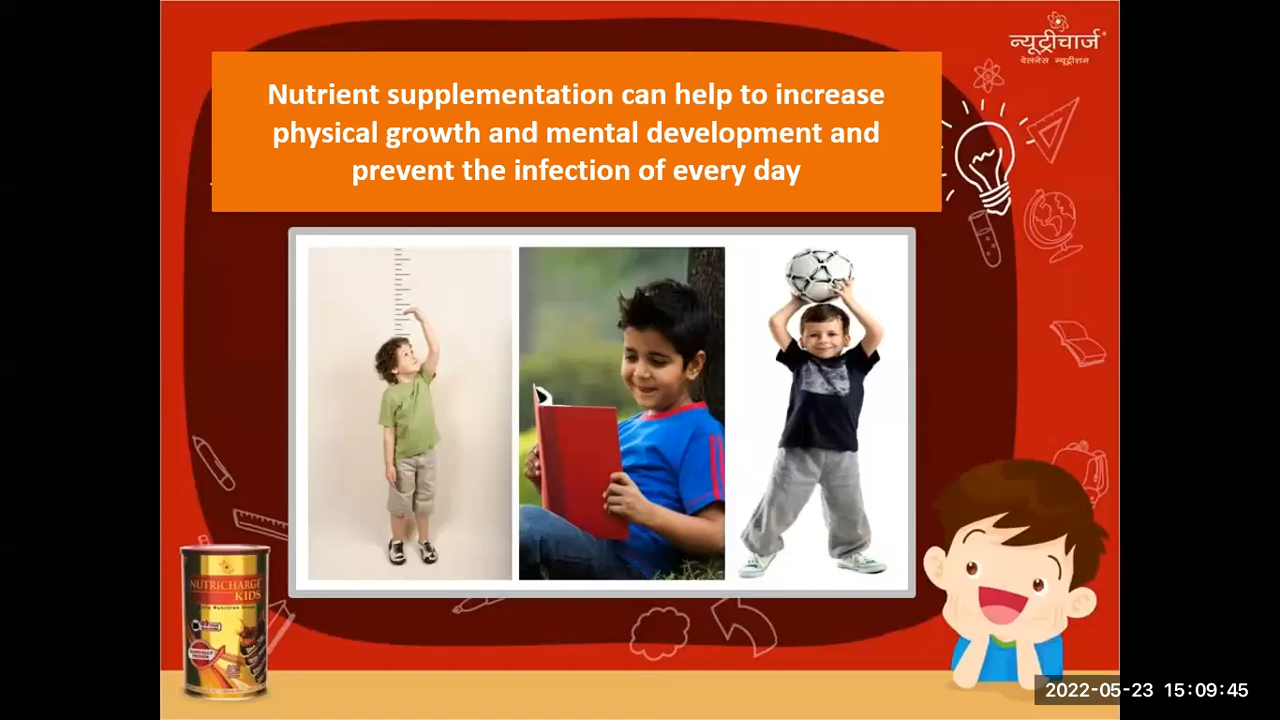 न्यूट्रीचार्ज
वेलनेस न्यूट्रीशन
Nutrient supplementation can help to increase
physical growth and mental development and
prevent the infection of every day
NUTRICHARGE
KIDS
2022-05-23 15:09:45